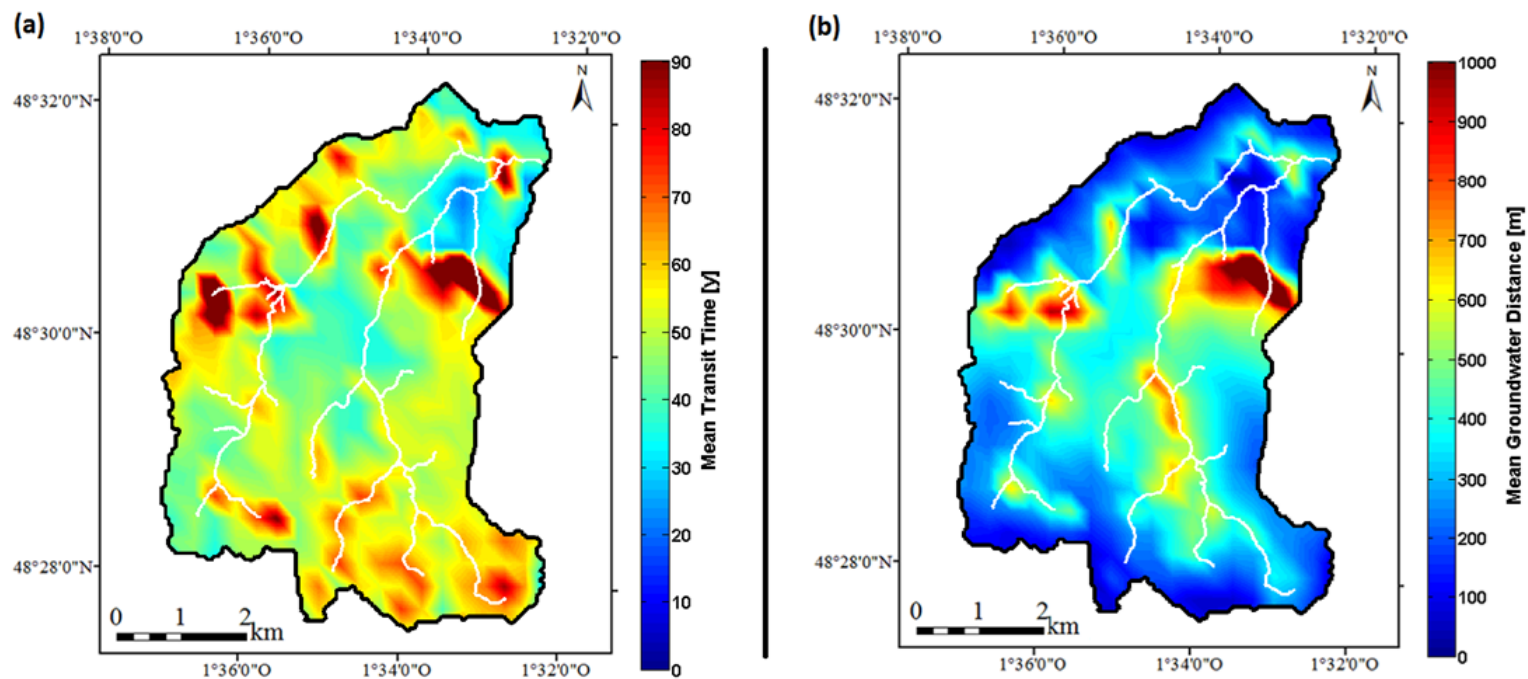 (a)
1°38'0"O 1°36'0"O 1°34'0"O 1°32'0"O
N
48°32'0"N
48°30'0"N
48°28'0"N
0 1 2
km
1°36'0"O 1°34'0"O 1°32'0"O
90
80
70
60
50
40
30
20
10
0
Mean Transit Time [y]
(b)
1°38'0"O 1°36'0"O 1°34'0"O 1°32'0"O
N
48°32'0"N
48°30'0"N
48°28'0"N
0 1 2
km
1°36'0"O 1°34'0"O 1°32'0"O
1000
900
800
700
600
500
400
300
200
100
0
Mean Groundwater Distance [m]